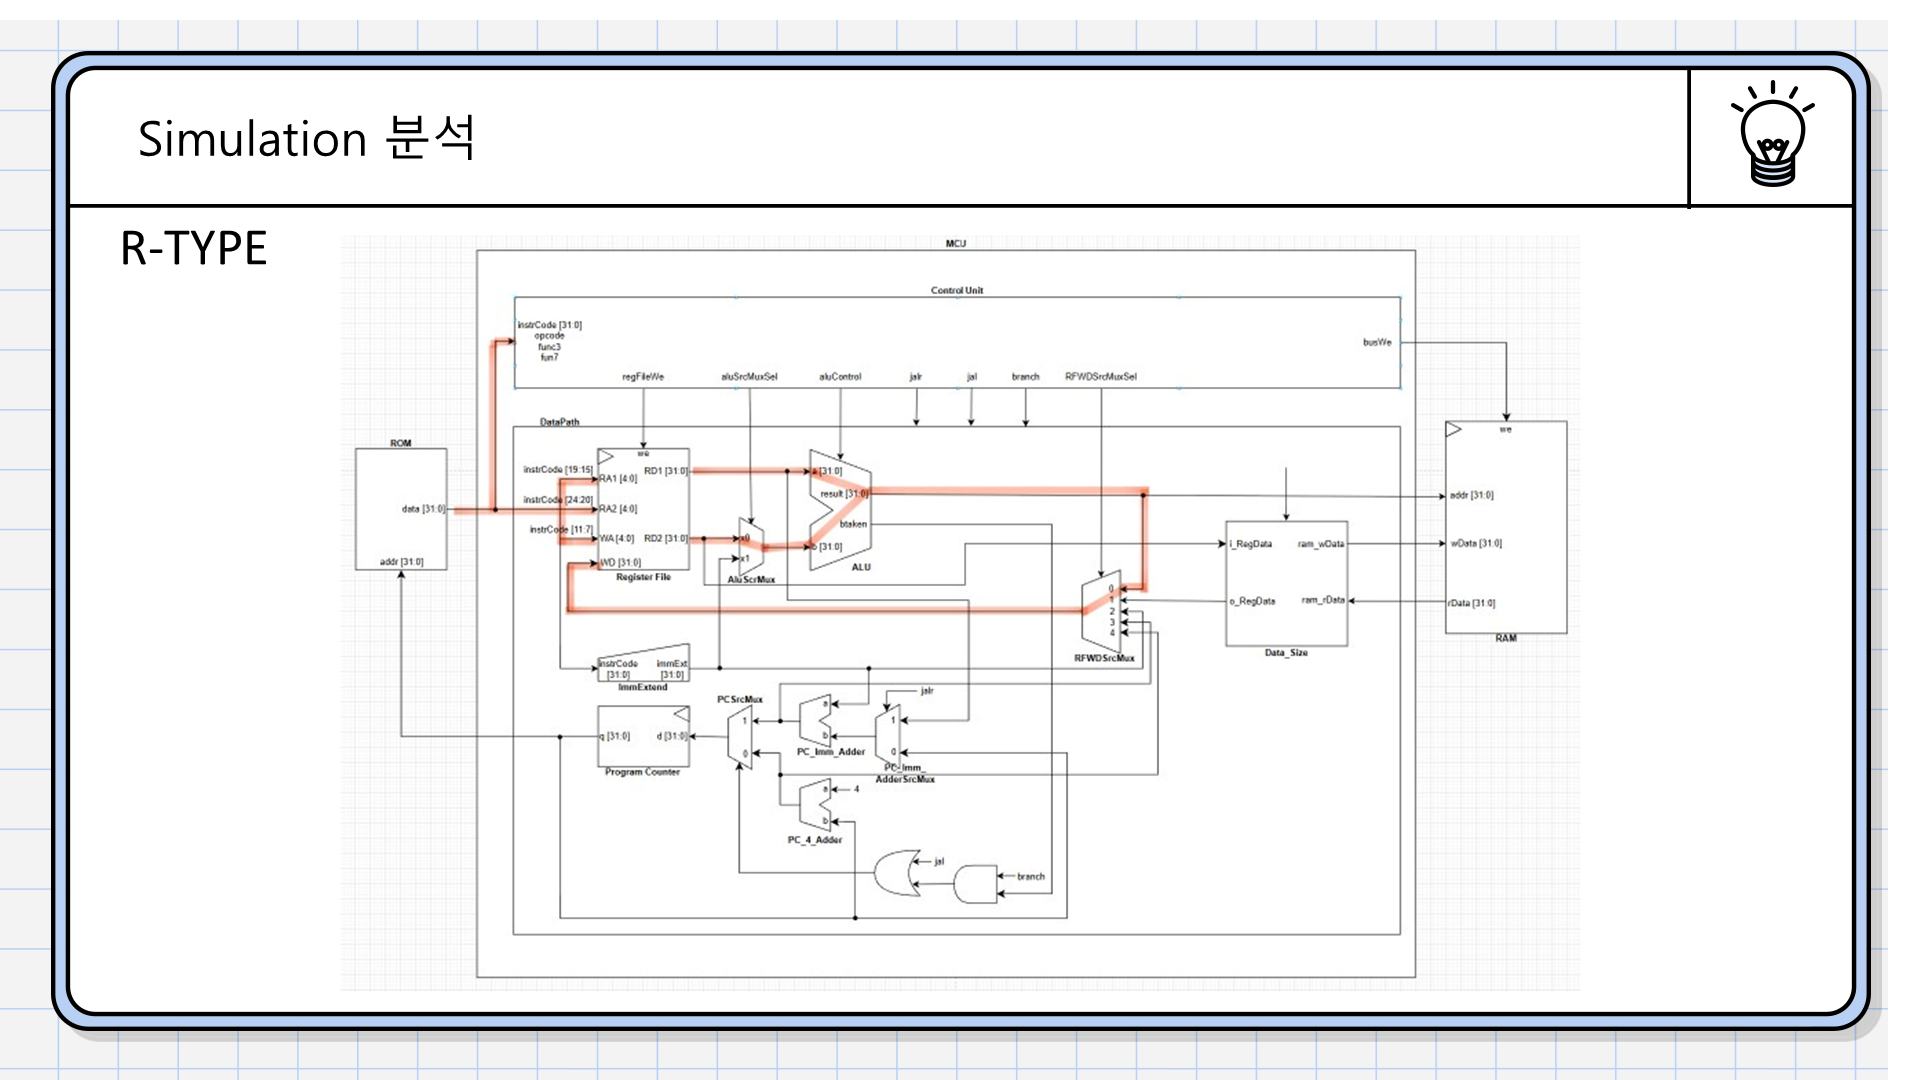 Simulation 분석
R-TYPE
MCU
Control Unit
instrCode [31:0]
opcode
func3
fun7
busWe
regFileWe
aluSrcMuxSel
aluControl
jalr
jal
branch
RFWDSrcMuxSel
DataPath
ROM
data [31:0]
addr [31:0]
instrCode [19:15]
instrCode [24:20]
instrCode [11:7]
we
RA1 [4:0]
RA2 [4:0]
WA [4:0]
WD [31:0]
RD1 [31:0]
RD2 [31:0]
Register File
x0
x1
AluScrMux
a [31:0]
result [31:0]
btaken
b [31:0]
ALU
0
1
2
3
4
RFWDSrcMux
i_RegData
ram_wData
o_RegData
ram_rData
Data_Size
we
addr [31:0]
wData [31:0]
rData [31:0]
RAM
instrCode
[31:0]
immExt
[31:0]
ImmExtend
PCSrcMux
1
0
q [31:0]
d [31:0]
Program Counter
a
b
PC_Imm_Adder
jalr
1
0
PC_Imm_
AdderSrcMux
a
4
b
PC_4_Adder
jal
branch